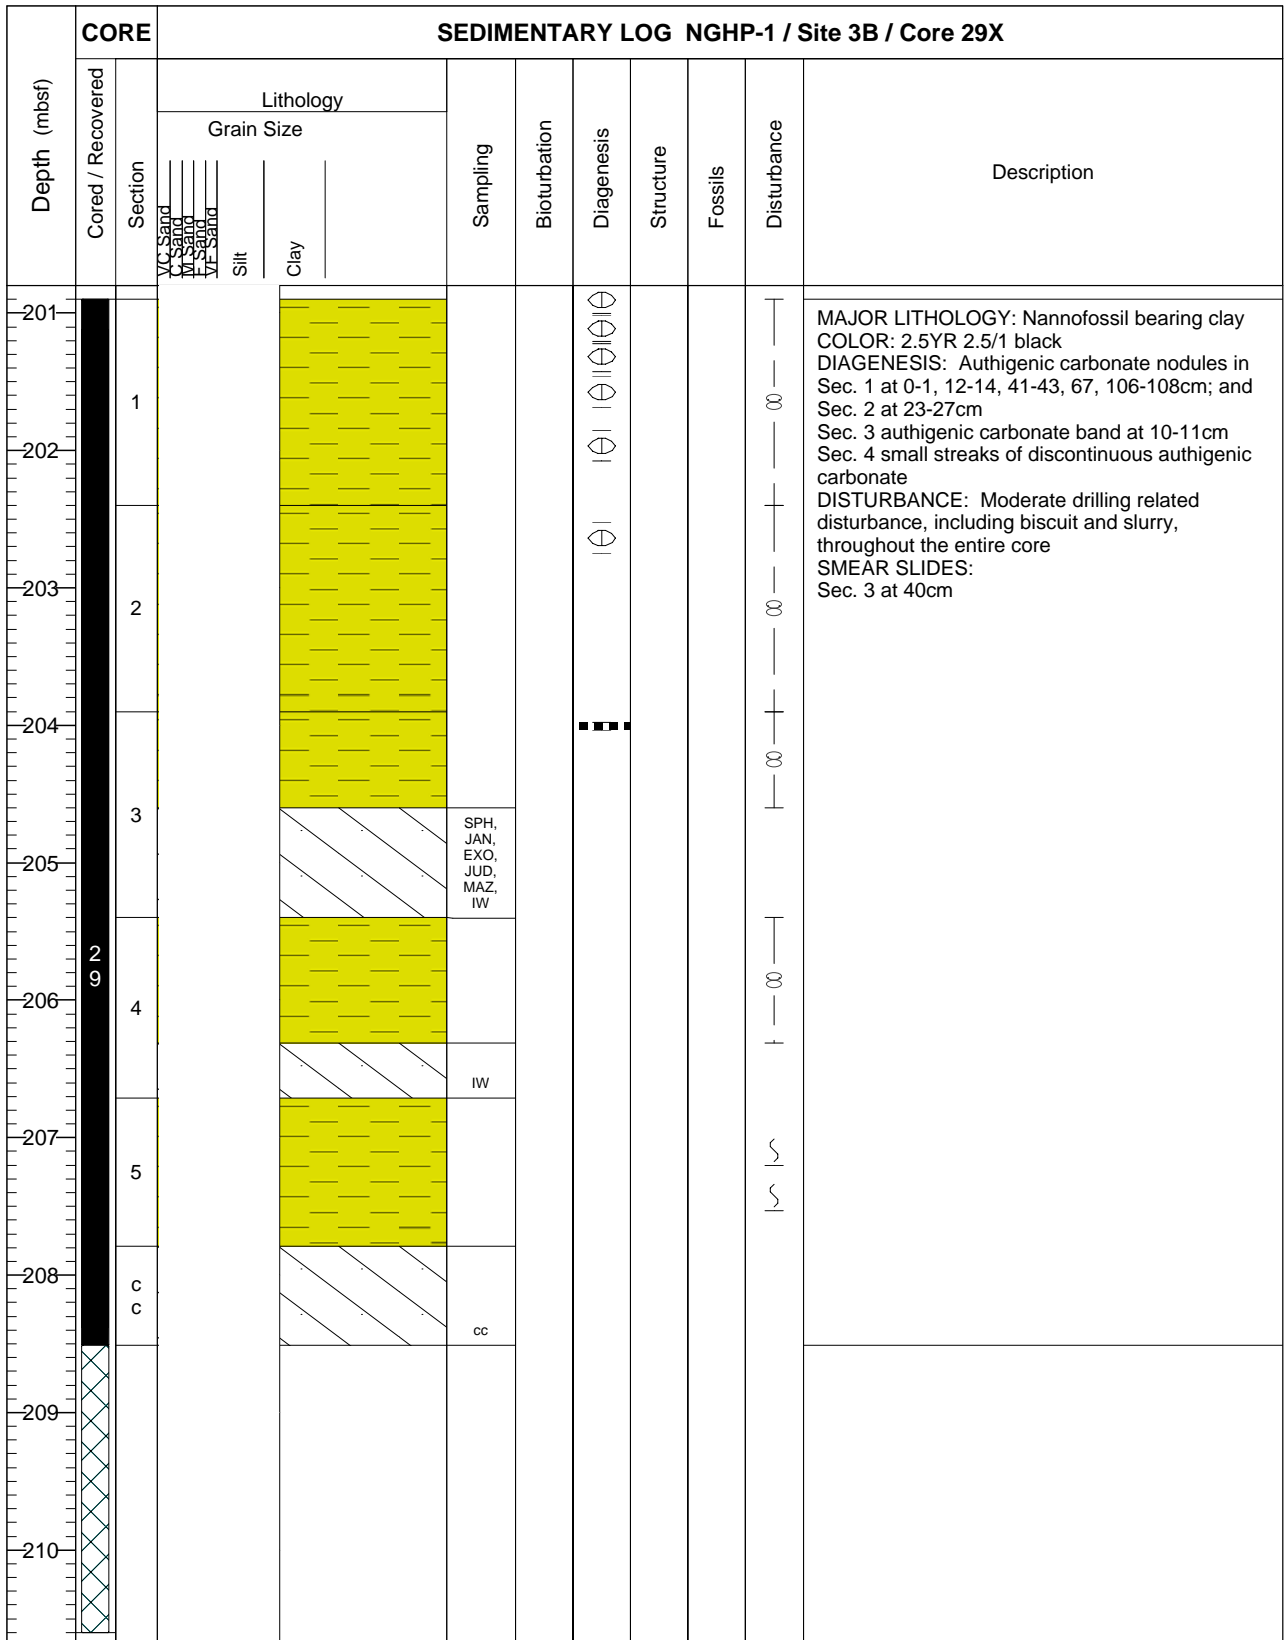 CORE
SEDIMENTARY LOG NGHP-1 / Site 3B / Core 29X
Depth (mbsf)
Cored / Recovered
Section
Lithology
Grain Size
VC Sand
C Sand
M Sand
F Sand
VF Sand
Silt
Clay
Sampling
Bioturbation
Diagenesis
Structure
Fossils
Disturbance
Description
201
202
203
204
205
206
207
208
209
210
2
9
1
2
3
4
5
c
c
SPH,
JAN,
EXO,
JUD,
MAZ,
IW
IW
cc
MAJOR LITHOLOGY: Nannofossil bearing clay
COLOR: 2.5YR 2.5/1 black
DIAGENESIS: Authigenic carbonate nodules in
Sec. 1 at 0-1, 12-14, 41-43, 67, 106-108cm; and
Sec. 2 at 23-27cm
Sec. 3 authigenic carbonate band at 10-11cm
Sec. 4 small streaks of discontinuous authigenic
carbonate
DISTURBANCE: Moderate drilling related
disturbance, including biscuit and slurry,
throughout the entire core
SMEAR SLIDES:
Sec. 3 at 40cm